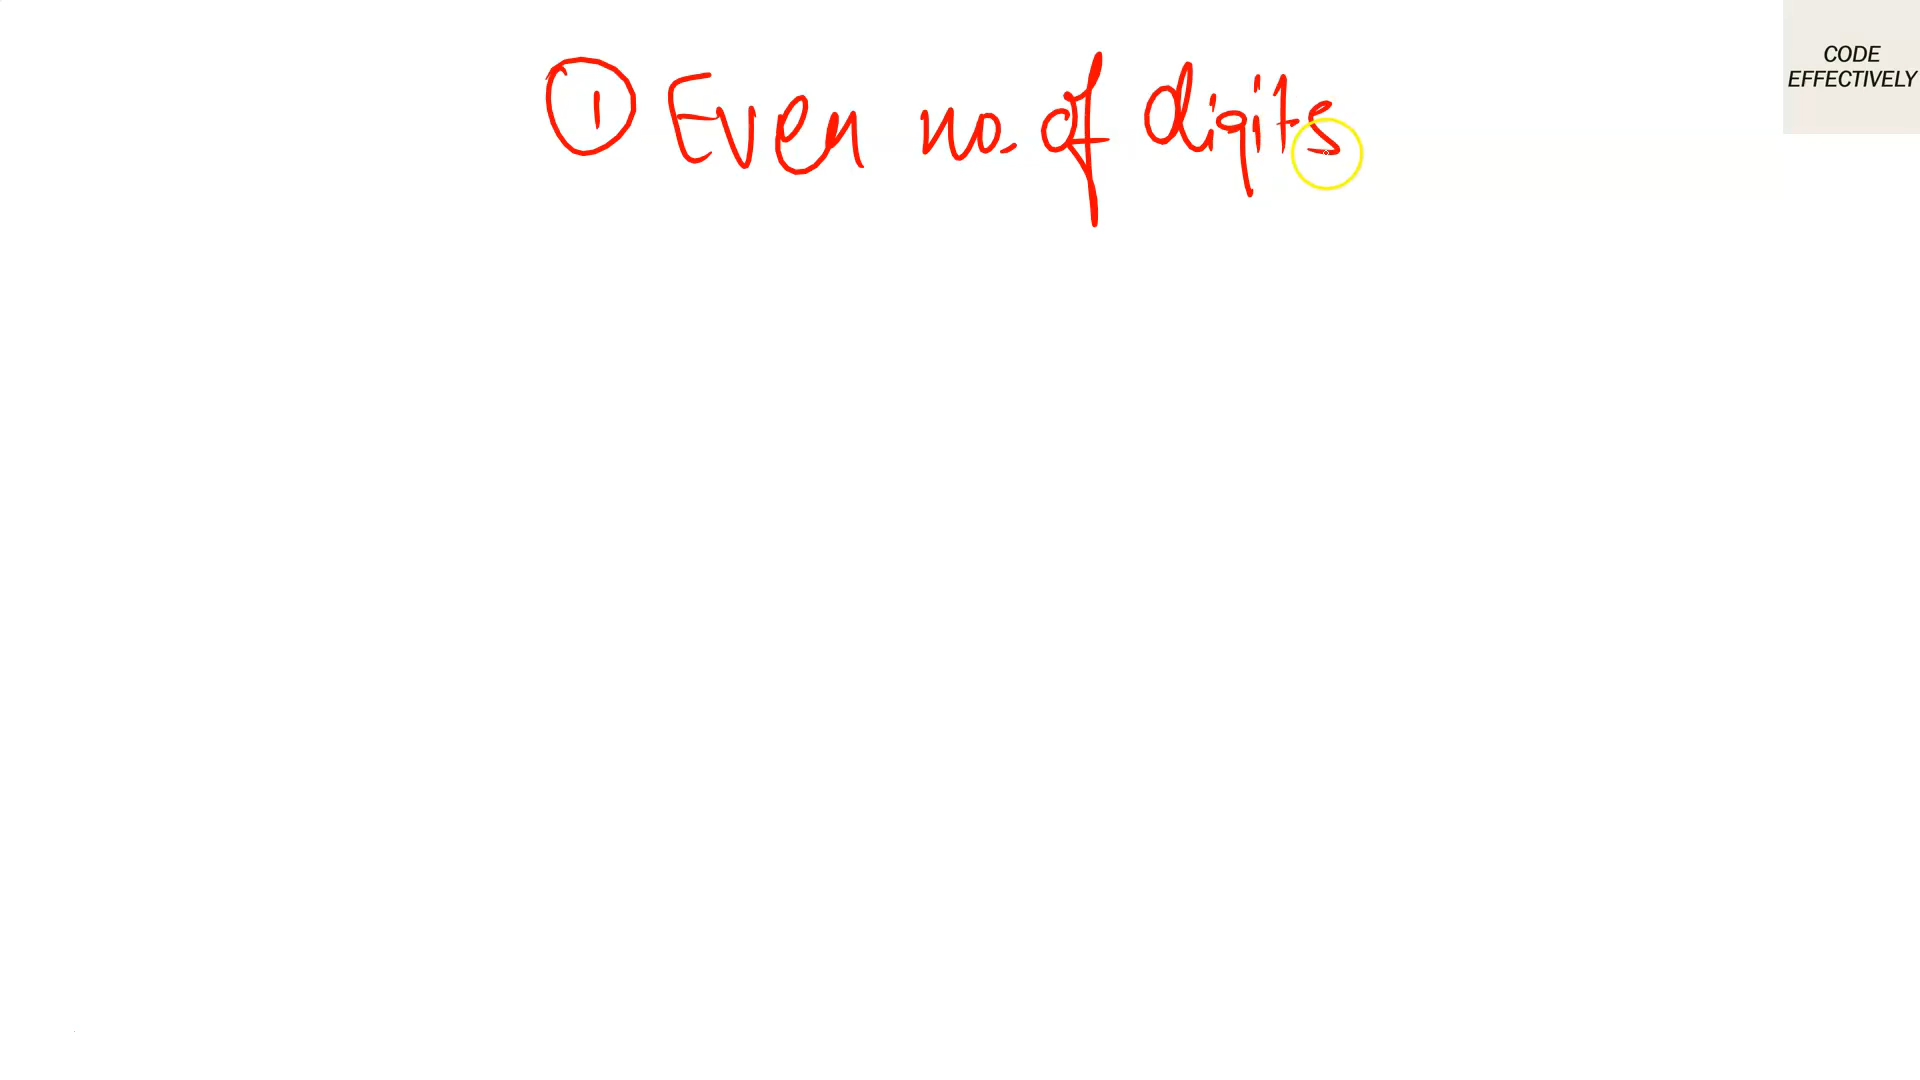 ① Even no. of digits
CODE
EFFECTIVELY